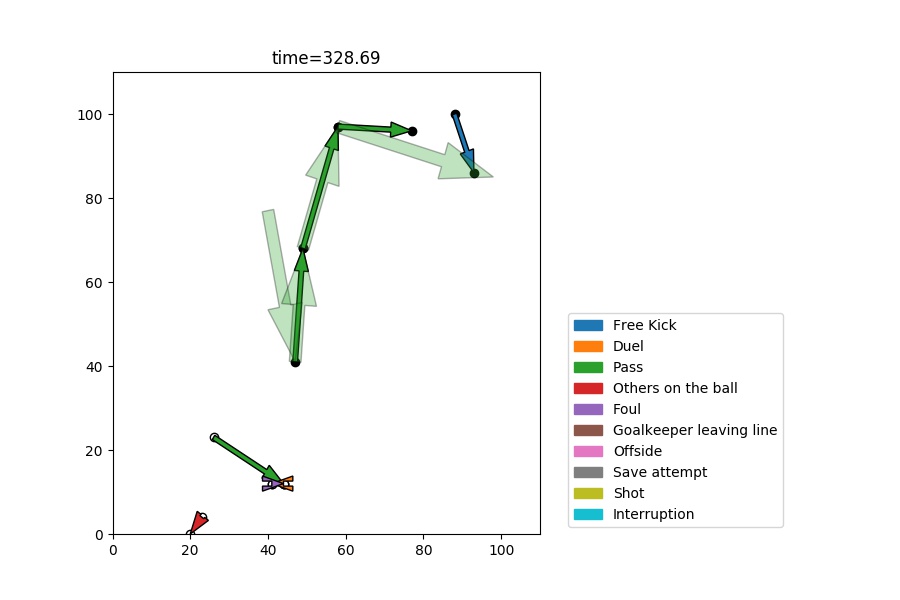 time=328.69
100
80
60
40
20
0
0 20 40 60 80 100
Free Kick
Duel
Pass
Others on the ball
Foul
Goalkeeper leaving line
Offside
Save attempt
Shot
Interruption